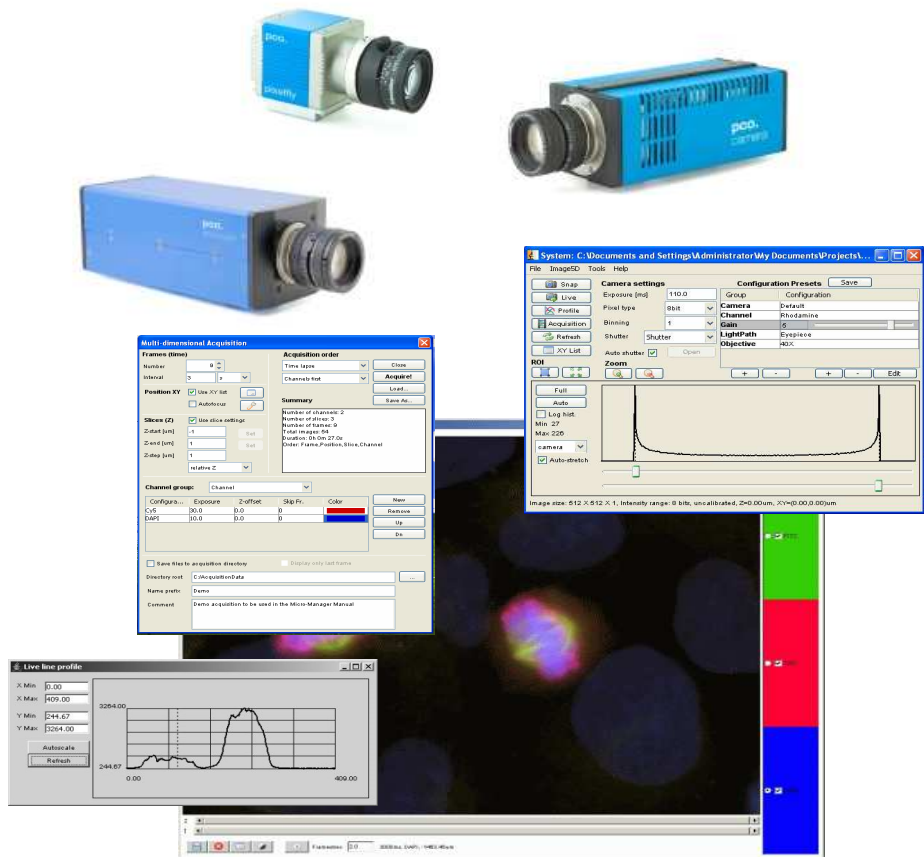 pco.
pixelfly
pco.
camera
pco.
System: C:\Documents and Settings\Administrator\My Documents\Projects\...
File Image5D Tools Help
Snap
Live
Profile
Acquisition
Refresh
XY List
Camera settings
Exposure [ms] 110.0
Pixel type 8bit
Binning 1
Shutter Shutter
Auto shutter Open
Configuration Presets Save
Group Configuration
Camera Default
Channel Rhodamine
Gain 6
LightPath Eyepiece
Objective 40X
+ - + - Edit
ROI Zoom
Full
Auto
Log hist.
Min 27
Max 226
camera
Auto-stretch
Image size: 512 X 512 X 1, Intensity range: 8 bits, uncalibrated, Z=0.00um, XY=(0.00,0.00)um
Multi-dimensional Acquisition
Frames (time)
Number 9
Interval 3 s
Position XY Use XY list
Autofocus
Slices (Z) Use slice settings
Z-start [um] -1 Set
Z-end [um] 1 Set
Z-step [um] 1
relative Z
Acquisition order
Time lapse
Channels first
Close
Acquire!
Load...
Save As...
Summary
Number of channels: 2
Number of slices: 3
Number of frames: 9
Total images: 54
Duration: 0h 0m 27.0s
Order: Frame,Position,Slice,Channel
Channel group: Channel
Configura... Exposure Z-offset Skip Fr. Color
Cy5 30.0 0.0 0
DAPI 10.0 0.0 0
New
Remove
Up
Dn
Save files to acquisition directory Display only last frame
Directory root C:/AcquisitionData ...
Name prefix Demo
Comment Demo acquisition to be used in the Micro-Manager Manual
Live line profile
X Min 0.00
X Max 409.00
Y Min 244.67
Y Max 3264.00
Autoscale
Refresh
3264.00
244.67
0.00 409.00
FITC
z
t